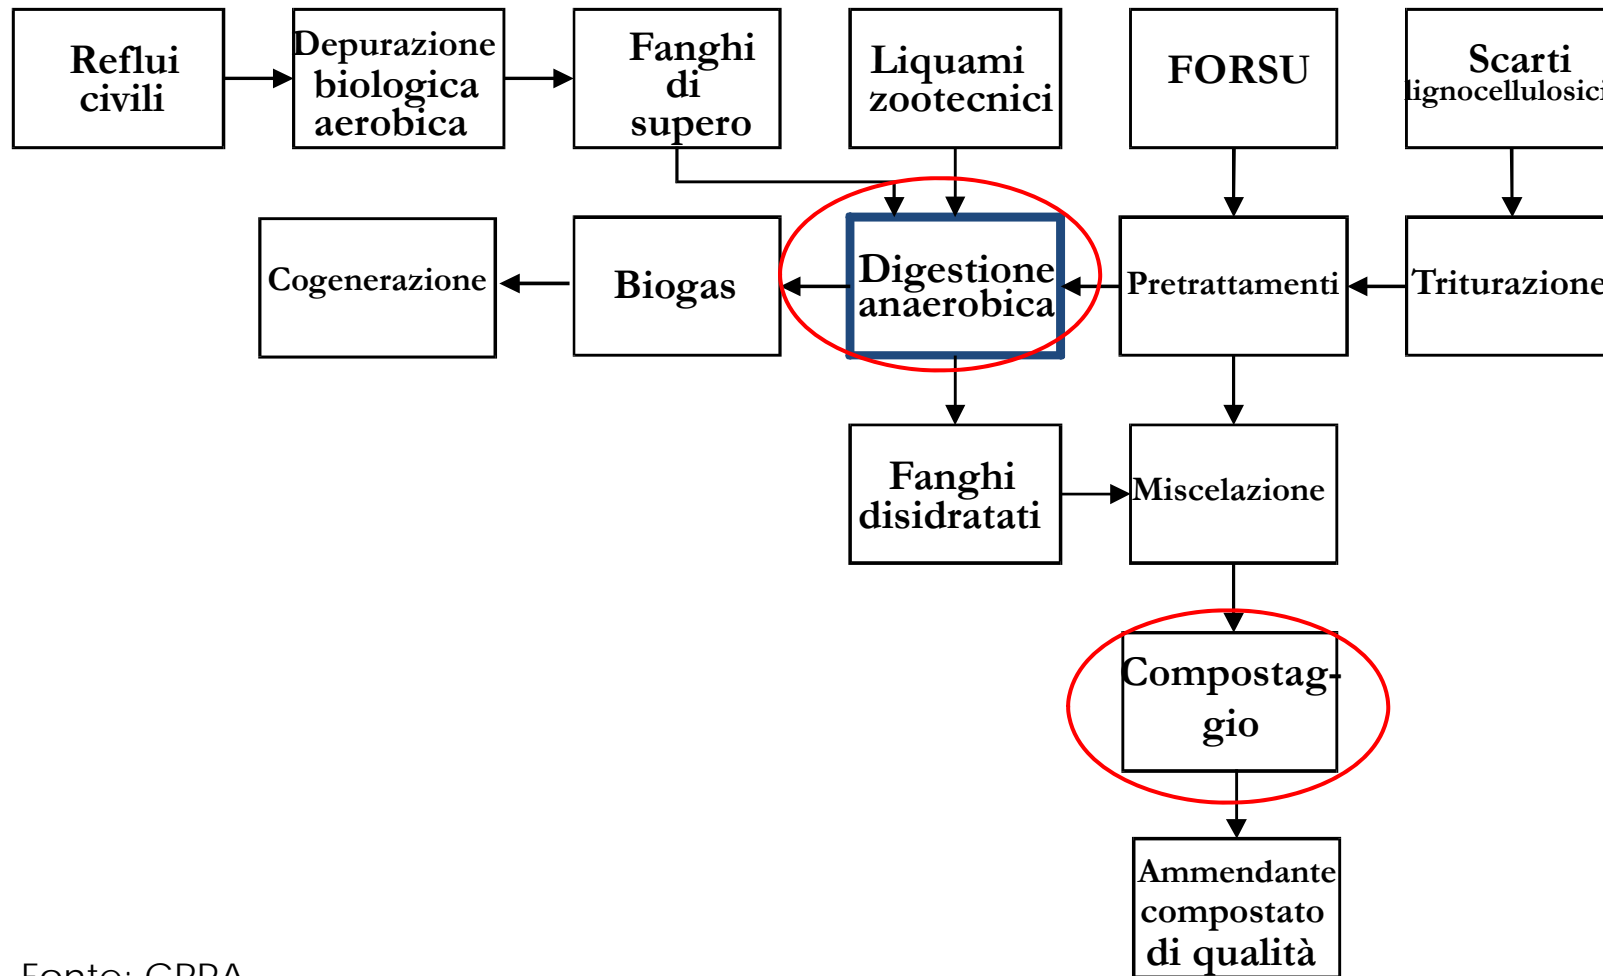 Reflui
civili
Depurazione
biologica
aerobica
Fanghi
di
supero
Liquami
zootecnici
FORSU
Scarti
lignocellulosici
Cogenerazione
Biogas
Digestione
anaerobica
Pretrattamenti
Triturazione
Fanghi
disidratati
Miscelazione
Compostag-
gio
Ammendante
compostato
di qualità
Fonte: CRPA